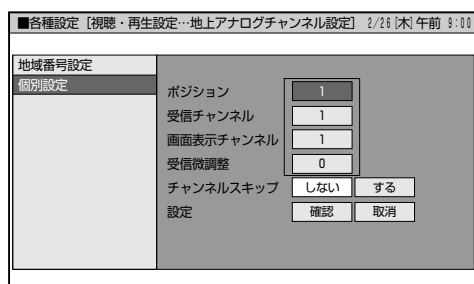 ■各種設定［視聴・再生設定…地上アナログチャンネル設定］ 2/26[木]午前 9:00
地域番号設定
個別設定
ポジション 1
受信チャンネル 1
画面表示チャンネル 1
受信微調整 0
チャンネルスキップ しない する
設定 確認 取消